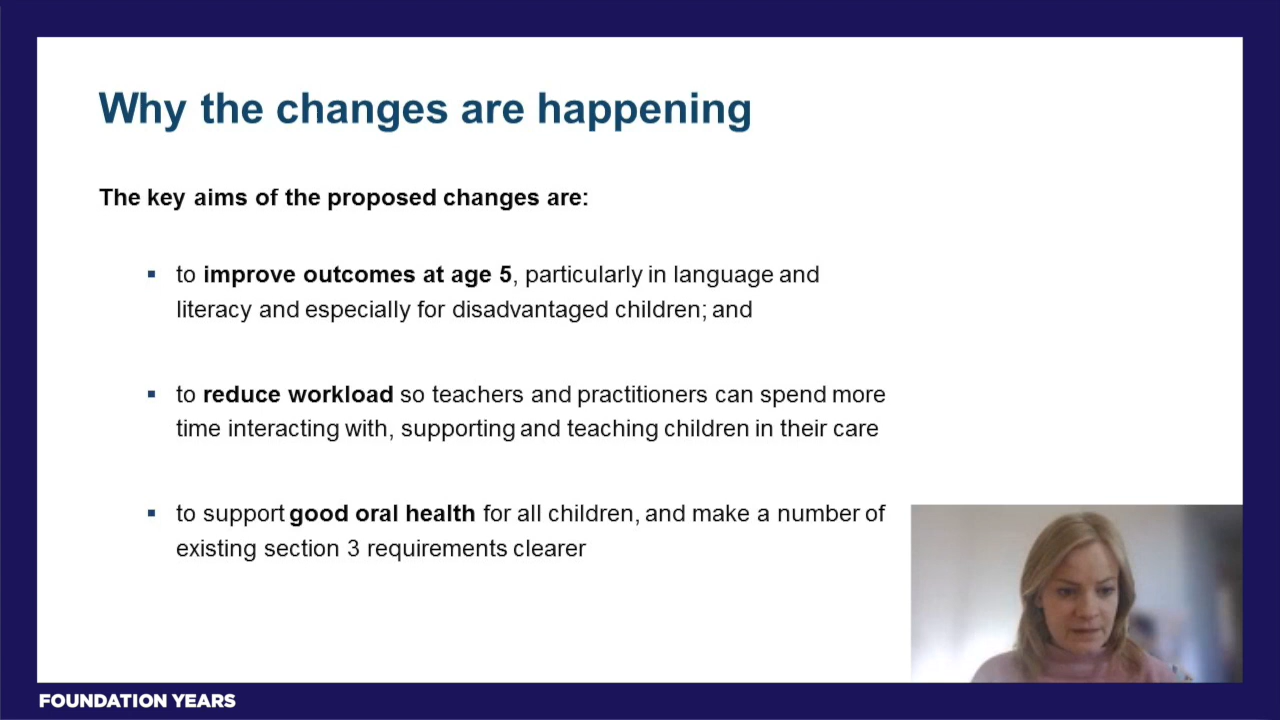 Why the changes are happening
The key aims of the proposed changes are:
▪ to improve outcomes at age 5, particularly in language and
literacy and especially for disadvantaged children; and
▪ to reduce workload so teachers and practitioners can spend more
time interacting with, supporting and teaching children in their care
▪ to support good oral health for all children, and make a number of
existing section 3 requirements clearer
FOUNDATION YEARS